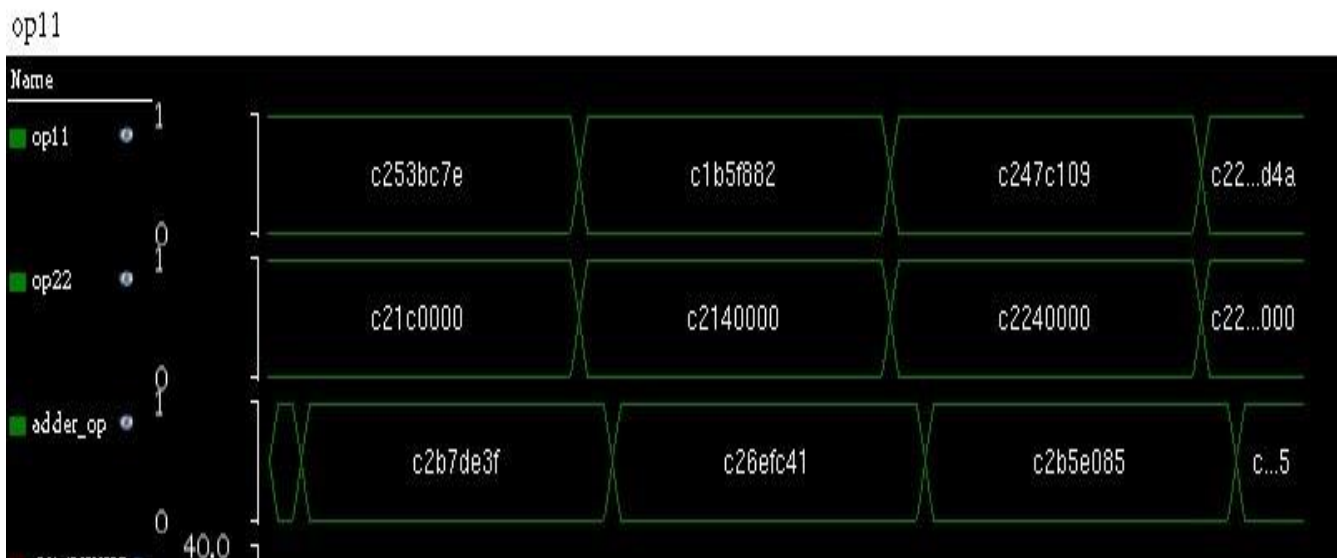 op11
Name
op11 1 0
c253bc7e c1b5f882 c247c109 c22...d4a
op22 1 0
c21c0000 c2140000 c2240000 c22...000
adder_op 1 0
c2b7de3f c26efc41 c2b5e085 c...5
40.0